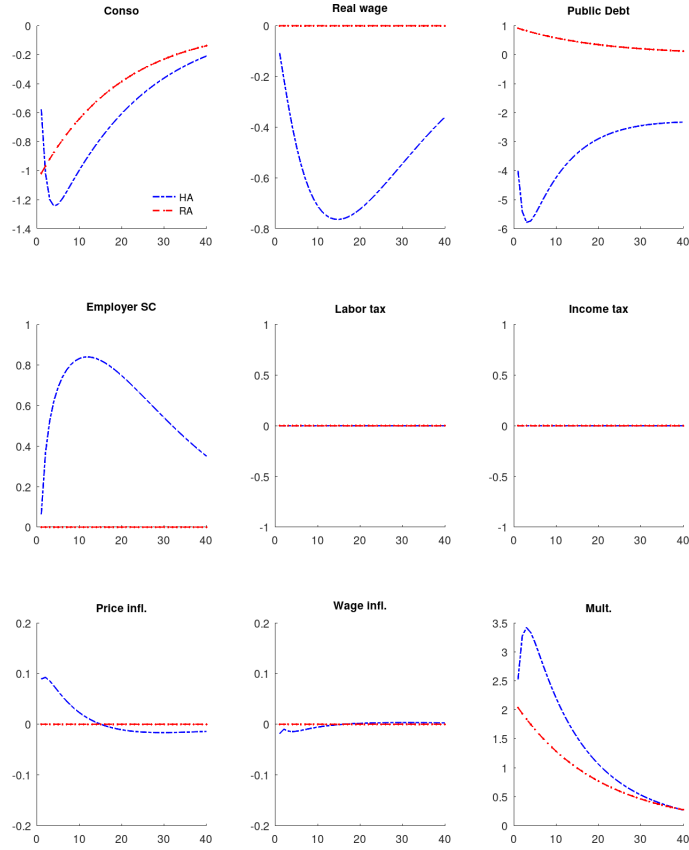 Conso
0
-0.2
-0.4
-0.6
-0.8
-1
-1.2
-1.4
0 10 20 30 40
HA
RA
Real wage
0
-0.2
-0.4
-0.6
-0.8
0 10 20 30 40
Public Debt
1
0
-1
-2
-3
-4
-5
-6
0 10 20 30 40
Employer SC
1
0.8
0.6
0.4
0.2
0
0 10 20 30 40
Labor tax
1
0.5
0
-0.5
-1
0 10 20 30 40
Income tax
1
0.5
0
-0.5
-1
0 10 20 30 40
Price infl.
0.2
0.1
0
-0.1
-0.2
0 10 20 30 40
Wage infl.
0.2
0.1
0
-0.1
-0.2
0 10 20 30 40
Mult.
3.5
3
2.5
2
1.5
1
0.5
0
0 10 20 30 40